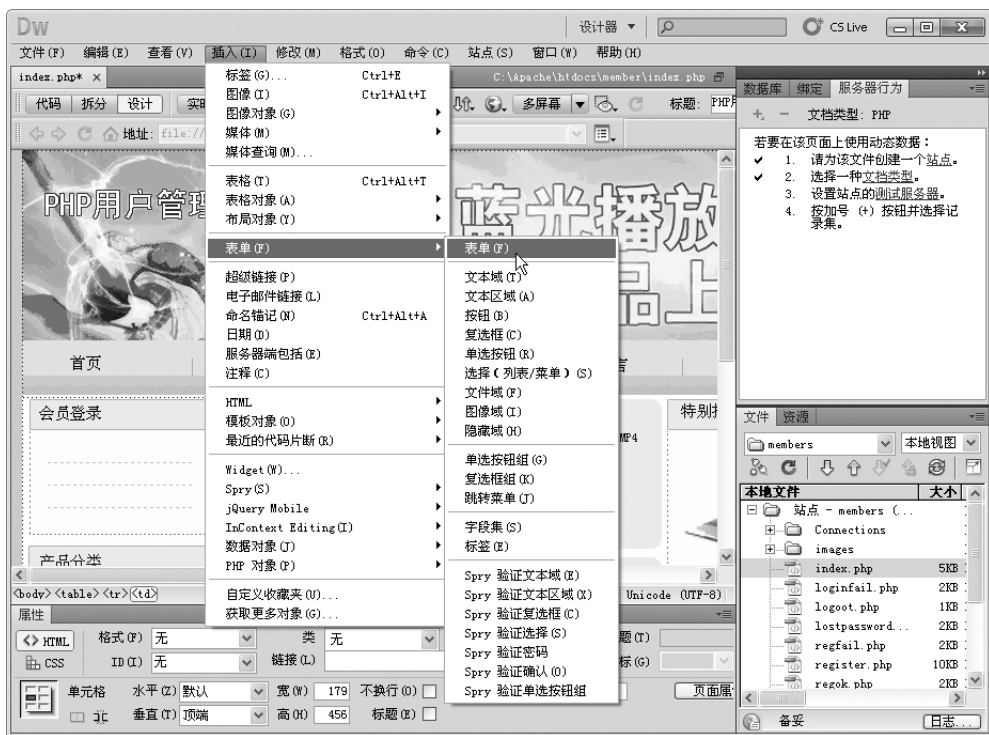 Dw
设计器
CS Live
文件(F) 编辑(E) 查看(V) 插入(I) 修改(M) 格式(O) 命令(C) 站点(S) 窗口(W) 帮助(H)
index.php*
C:\Apache\htdocs\member\index.php
代码 拆分 设计
多屏幕
标题:
地址: file://
PHP用户管理
蓝光播放
品上
首页
会员登录
特别
MP4
产品分类
标签(G)... Ctrl+E
图像(I) Ctrl+Alt+I
图像对象(G)
媒体(M)
媒体查询(M)...
表格(T) Ctrl+Alt+T
表格对象(A)
布局对象(Y)
表单(F)
超级链接(P)
电子邮件链接(L)
命名锚记(N) Ctrl+Alt+A
日期(D)
服务器端包括(E)
注释(C)
HTML
模板对象(O)
最近的代码片断(R)
Widget(W)...
Spry(S)
jQuery Mobile
InContext Editing(I)
数据对象(J)
PHP 对象(P)
自定义收藏夹(U)...
获取更多对象(G)...
表单(F)
文本域(T)
文本区域(A)
按钮(B)
复选框(C)
单选按钮(R)
选择(列表/菜单)(S)
文件域(F)
图像域(I)
隐藏域(H)
单选按钮组(G)
复选框组(K)
跳转菜单(J)
字段集(S)
标签(E)
Spry 验证文本域(E)
Spry 验证文本区域(X)
Spry 验证复选框(C)
Spry 验证选择(S)
Spry 验证密码
Spry 验证确认(O)
Spry 验证单选按钮组
<body><table><tr><td>
Unicode (UTF-8)
属性
HTML 格式(F) 无 类 无
CSS ID(I) 无 链接(L)
题(T)
标(G)
单元格 水平(Z) 默认 宽(W) 179 不换行(O)
垂直(T) 顶端 高(H) 456 标题(E)
页面属
数据库 绑定 服务器行为
文档类型: PHP
若要在该页面上使用动态数据:
1. 请为该文件创建一个站点。
2. 选择一种文档类型。
3. 设置站点的测试服务器。
4. 按加号 (+) 按钮并选择记
录集。
文件 资源
members 本地视图
本地文件 大小
站点 - members (...
Connections
images
index.php 5KB
loginfail.php 2KB
logoot.php 1KB
lostpassword... 2KB
regfail.php 2KB
register.php 10KB
regok.php 2KB
备妥 日志...